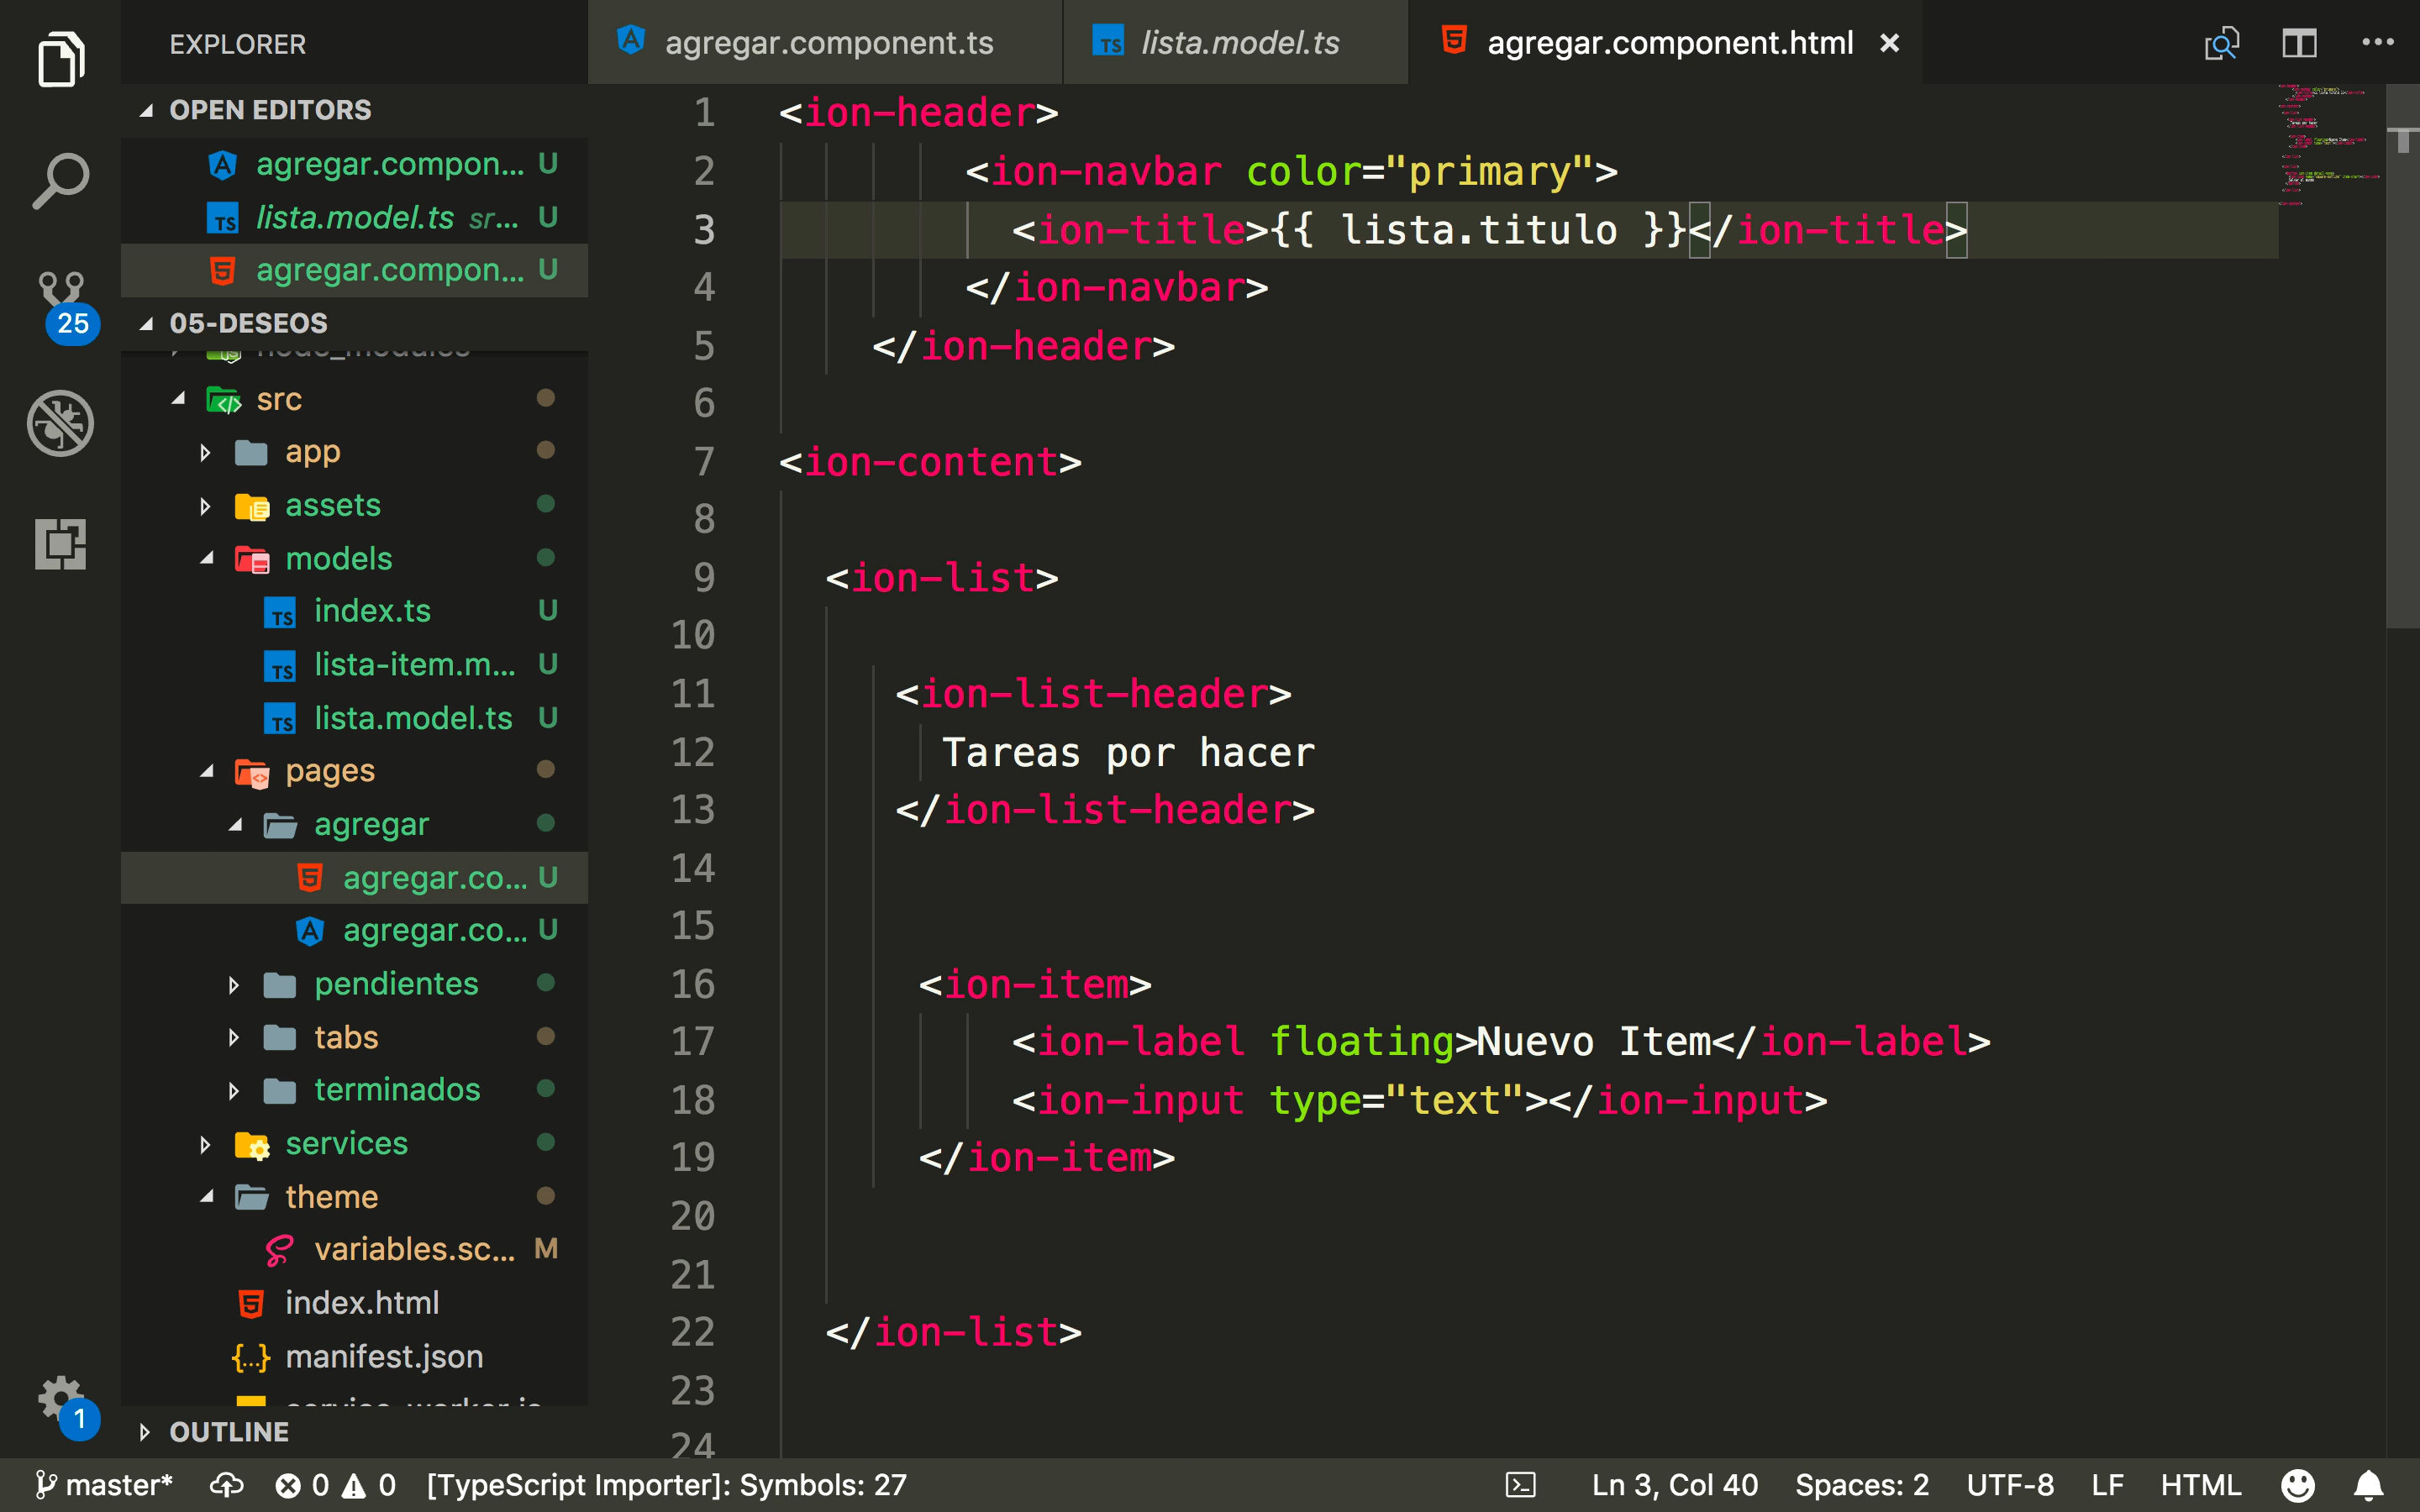 EXPLORER
OPEN EDITORS
agregar.compon... U
lista.model.ts sr... U
agregar.compon... U
25
05-DESEOS
node_modules
src
app
assets
models
index.ts U
lista-item.m... U
lista.model.ts U
pages
agregar
agregar.co... U
agregar.co... U
pendientes
tabs
terminados
services
theme
variables.sc... M
index.html
manifest.json
1
OUTLINE
agregar.component.ts
lista.model.ts
agregar.component.html ×
1 <ion-header>
2 <ion-navbar color="primary">
3 <ion-title>{{ lista.titulo }}</ion-title>
4 </ion-navbar>
5 </ion-header>
6
7 <ion-content>
8
9 <ion-list>
10
11 <ion-list-header>
12 Tareas por hacer
13 </ion-list-header>
14
15
16 <ion-item>
17 <ion-label floating>Nuevo Item</ion-label>
18 <ion-input type="text"></ion-input>
19 </ion-item>
20
21
22 </ion-list>
23
24
master* 0 0 [TypeScript Importer]: Symbols: 27 Ln 3, Col 40 Spaces: 2 UTF-8 LF HTML